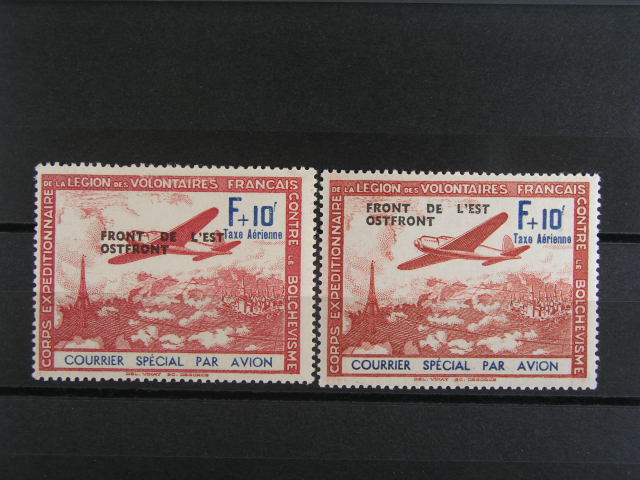 DE LA LEGION DES VOLONTAIRES FRANCAIS
CORPS EXPEDITIONNAIRE
CONTRE LE BOLCHEVISME
F+10F
Taxe Aérienne
FRONT DE L'EST
OSTFRONT
COURRIER SPÉCIAL PAR AVION
DE LA LEGION DES VOLONTAIRES FRANCAIS
CORPS EXPEDITIONNAIRE
CONTRE LE BOLCHEVISME
FRONT DE L'EST
OSTFRONT
F+10F
Taxe Aérienne
COURRIER SPÉCIAL PAR AVION